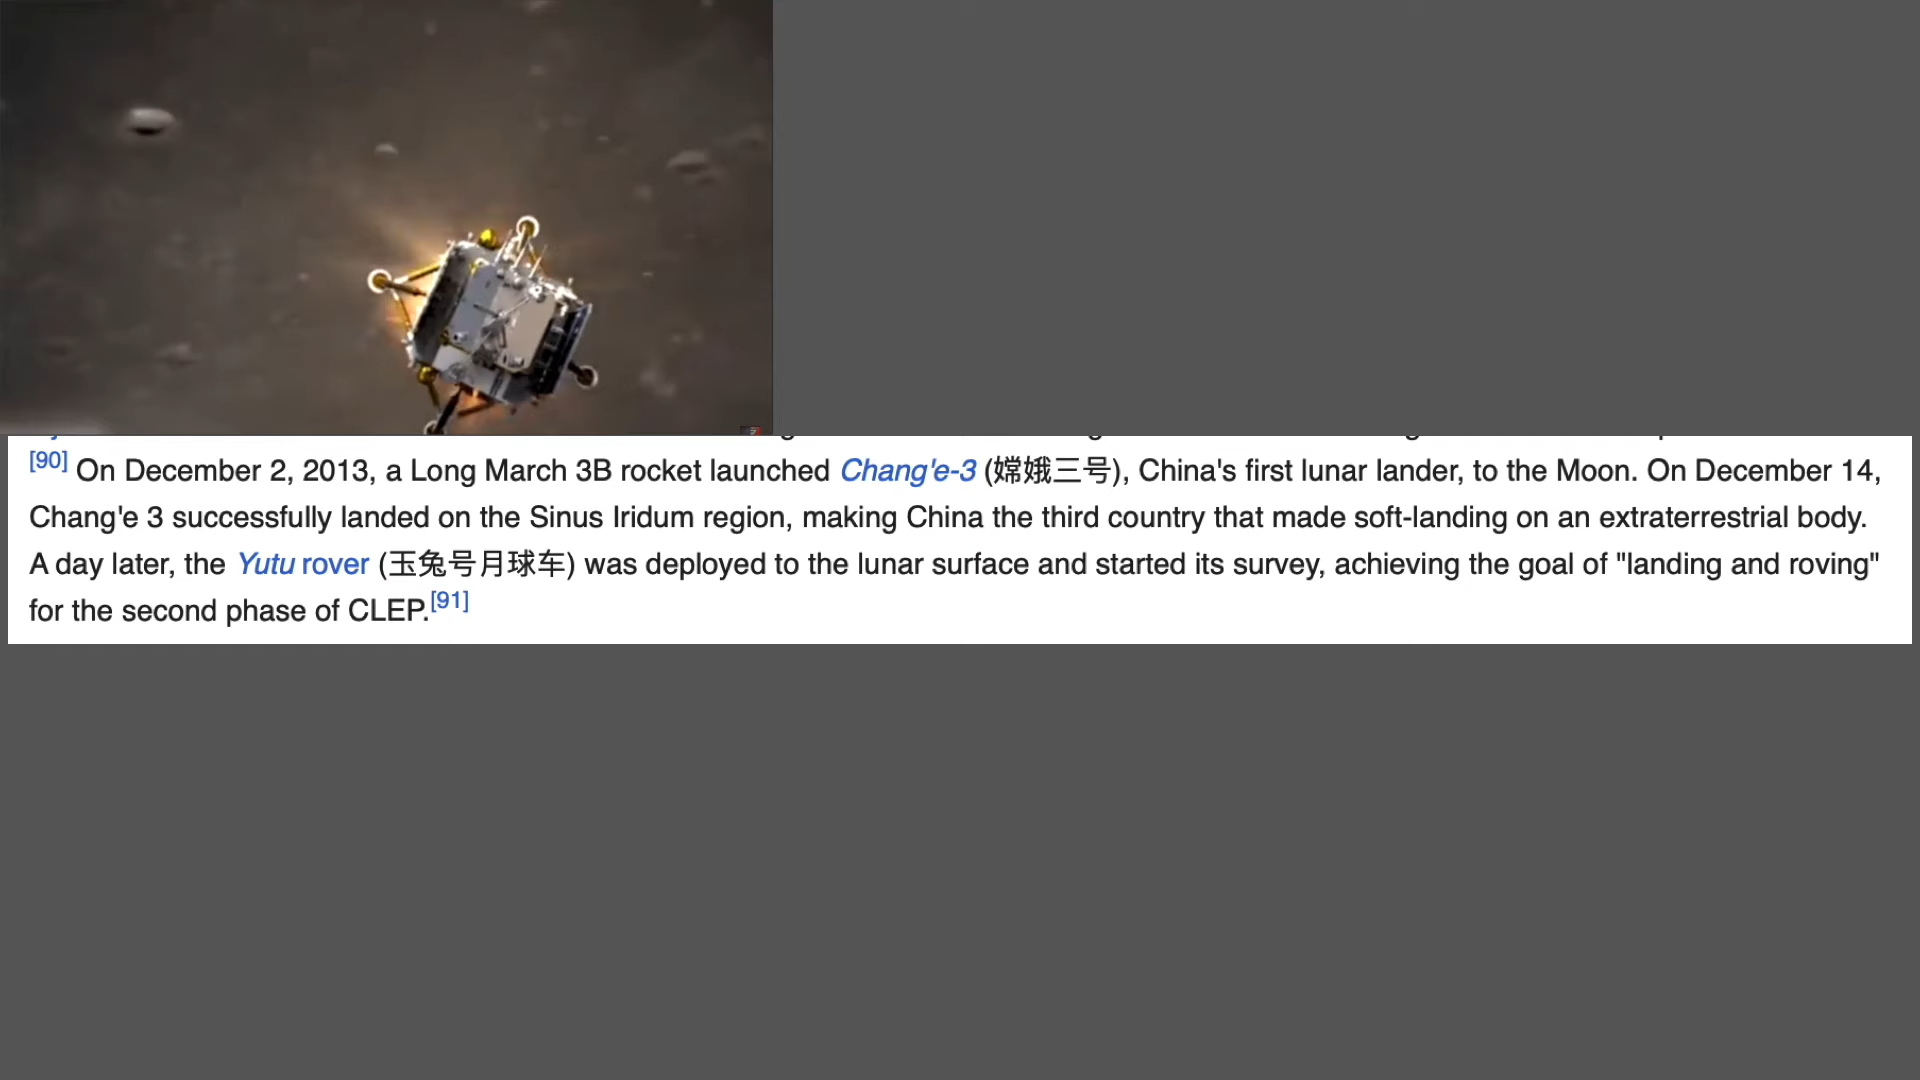 [90] On December 2, 2013, a Long March 3B rocket launched Chang'e-3 (嫦娥三号), China's first lunar lander, to the Moon. On December 14,
Chang'e 3 successfully landed on the Sinus Iridum region, making China the third country that made soft-landing on an extraterrestrial body.
A day later, the Yutu rover (玉兔号月球车) was deployed to the lunar surface and started its survey, achieving the goal of "landing and roving"
for the second phase of CLEP.[91]